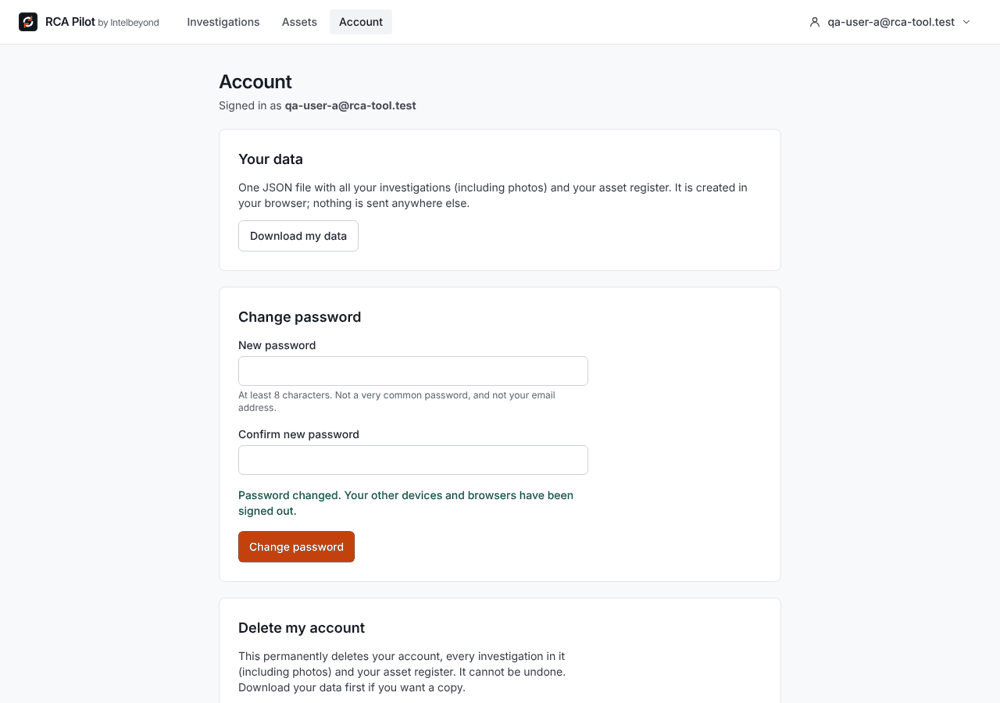 RCA Pilot by Intelbeyond Investigations Assets Account qa-user-a@rca-tool.test
Account
Signed in as qa-user-a@rca-tool.test
Your data
One JSON file with all your investigations (including photos) and your asset register. It is created in
your browser; nothing is sent anywhere else.
Download my data
Change password
New password
At least 8 characters. Not a very common password, and not your email
address.
Confirm new password
Password changed. Your other devices and browsers have been
signed out.
Change password
Delete my account
This permanently deletes your account, every investigation in it
(including photos) and your asset register. It cannot be undone.
Download your data first if you want a copy.